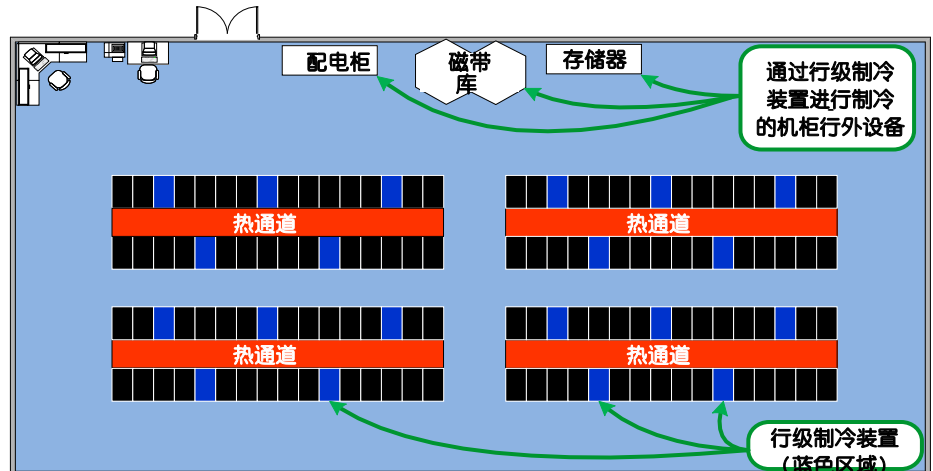 配电柜
磁带
库
存储器
通过行级制冷
装置进行制冷
的机柜行外设备
热通道
热通道
热通道
热通道
行级制冷装置
(蓝色区域)